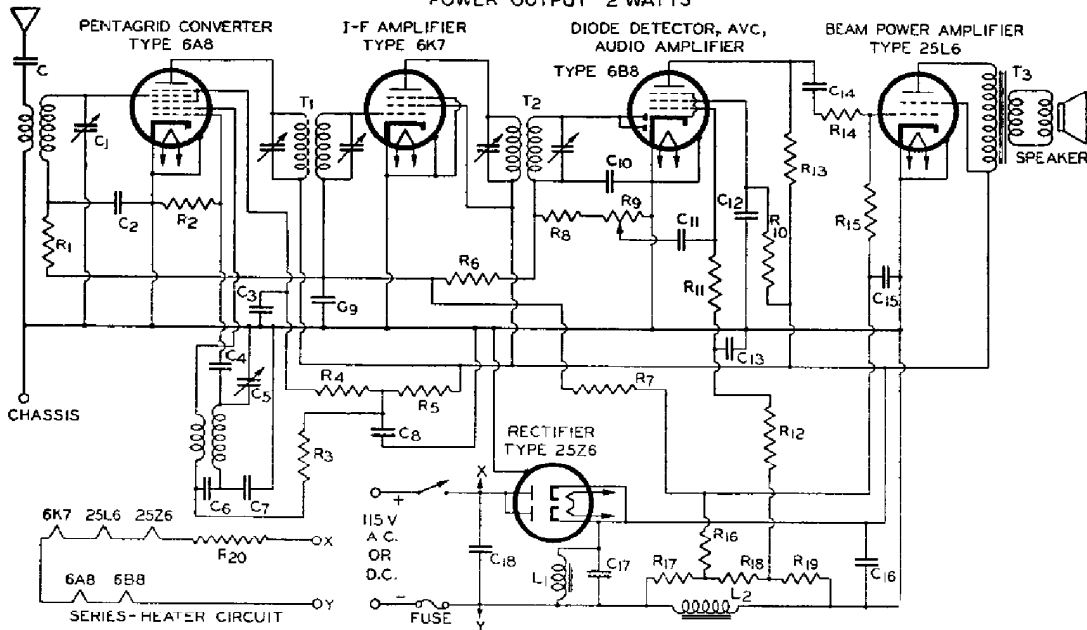 POWER OUTPUT 2 WATTS
PENTAGRID CONVERTER
TYPE 6A8
I-F AMPLIFIER
TYPE 6K7
DIODE DETECTOR, AVC,
AUDIO AMPLIFIER
TYPE 6B8
BEAM POWER AMPLIFIER
TYPE 25L6
C
C1
T1
T2
C14
R14
T3
SPEAKER
C2
R2
R1
C10
R8
R9
C11
C12
R10
R13
R15
C3
C9
R6
R11
C13
C15
C4
C5
R4
R5
R7
CHASSIS
C8
R3
R12
C6
C7
RECTIFIER
TYPE 25Z6
X
+
115 V
A.C.
OR
D.C.
–
C18
Y
FUSE
L1
C17
R16
R17
R18
R19
L2
C16
6K7 25L6 25Z6
R20
X
6A8 6B8
Y
SERIES-HEATER CIRCUIT